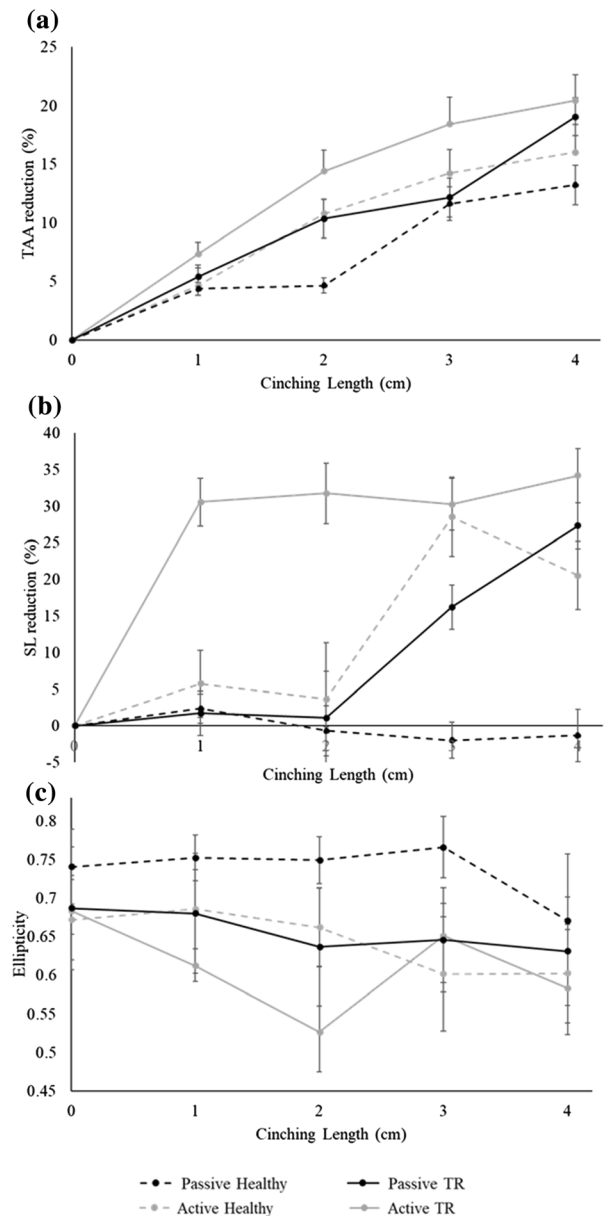 (a)
TAA reduction (%)
25
20
15
10
5
0
0 1 2 3 4
Cinching Length (cm)
(b)
SL reduction (%)
40
35
30
25
20
15
10
5
0
-5
0 1 2 3 4
Cinching Length (cm)
(c)
Ellipticity
0.8
0.75
0.7
0.65
0.6
0.55
0.5
0.45
0 1 2 3 4
Cinching Length (cm)
Passive Healthy Passive TR
Active Healthy Active TR